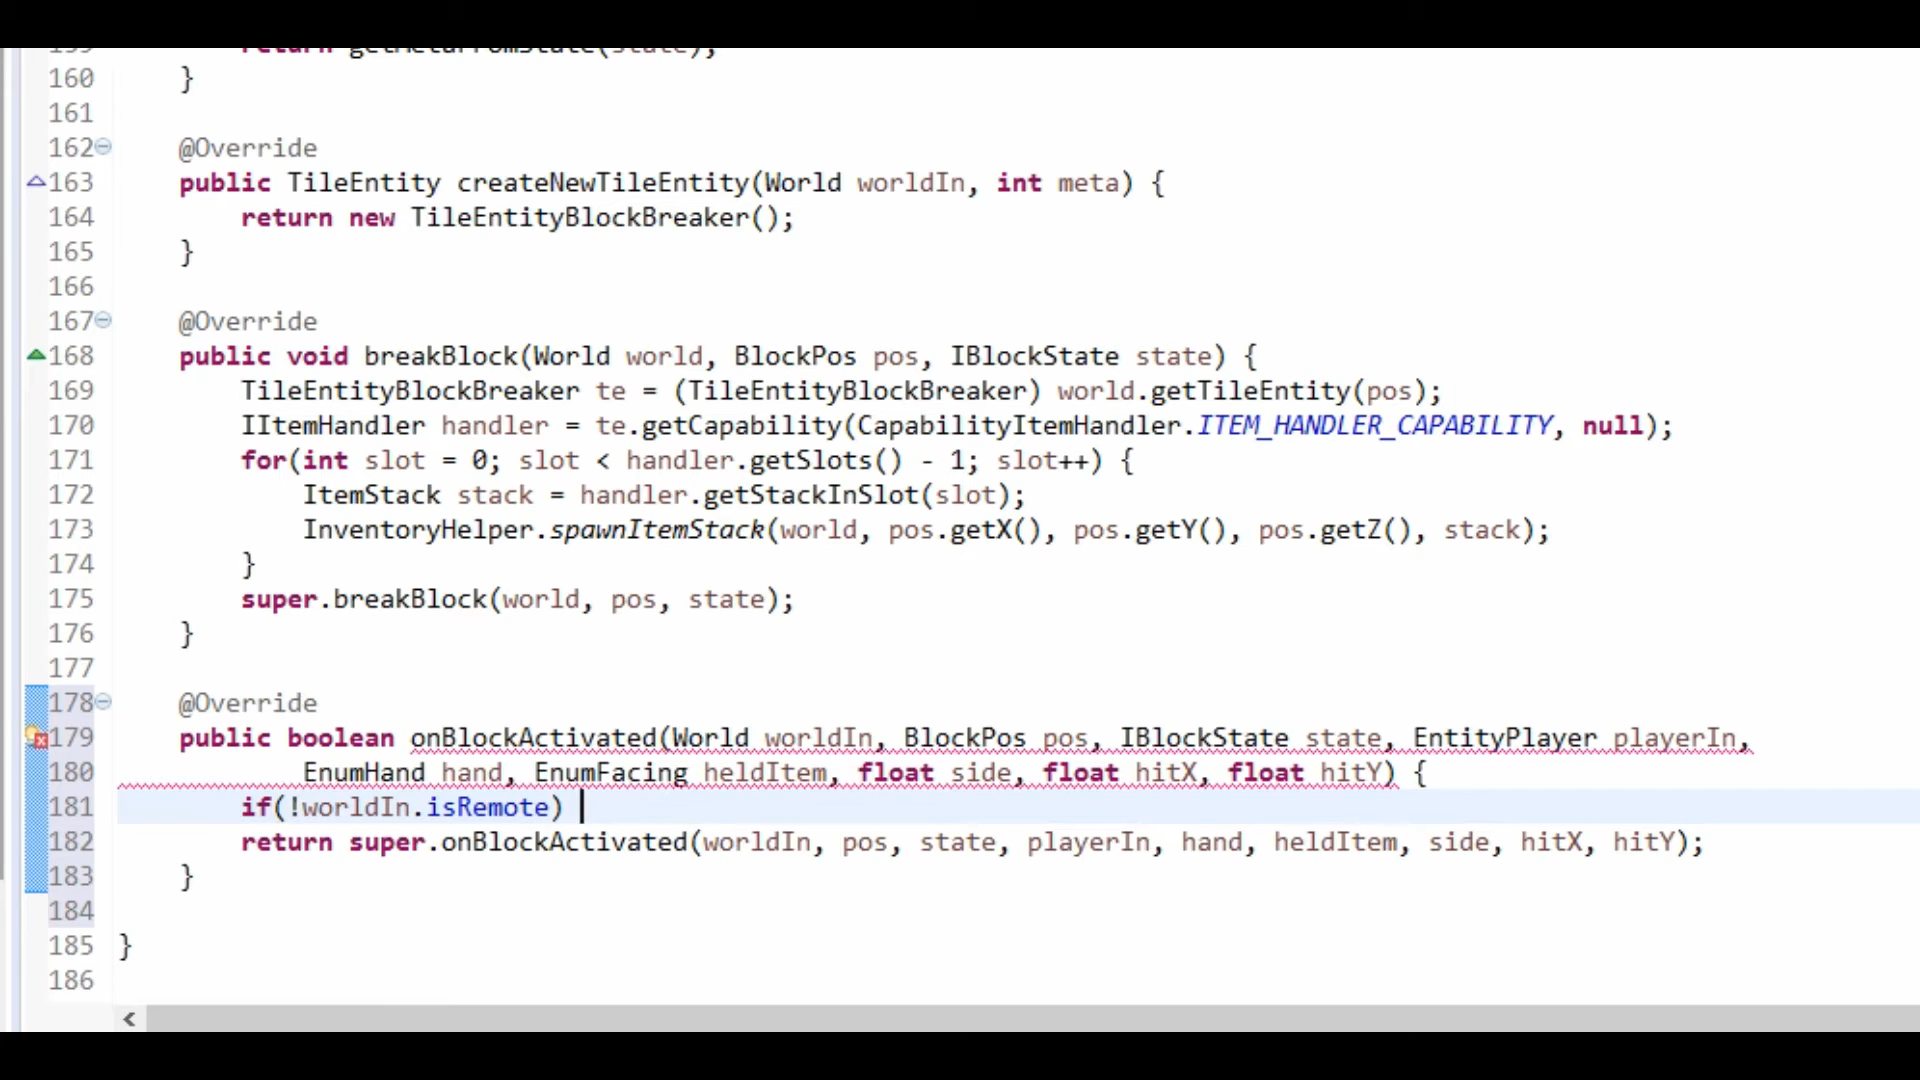 159 return getMetaFromState(state);
160 }
161
162 @Override
163 public TileEntity createNewTileEntity(World worldIn, int meta) {
164 return new TileEntityBlockBreaker();
165 }
166
167 @Override
168 public void breakBlock(World world, BlockPos pos, IBlockState state) {
169 TileEntityBlockBreaker te = (TileEntityBlockBreaker) world.getTileEntity(pos);
170 IItemHandler handler = te.getCapability(CapabilityItemHandler.ITEM_HANDLER_CAPABILITY, null);
171 for(int slot = 0; slot < handler.getSlots() - 1; slot++) {
172 ItemStack stack = handler.getStackInSlot(slot);
173 InventoryHelper.spawnItemStack(world, pos.getX(), pos.getY(), pos.getZ(), stack);
174 }
175 super.breakBlock(world, pos, state);
176 }
177
178 @Override
179 public boolean onBlockActivated(World worldIn, BlockPos pos, IBlockState state, EntityPlayer playerIn,
180 EnumHand hand, EnumFacing heldItem, float side, float hitX, float hitY) {
181 if(!worldIn.isRemote)
182 return super.onBlockActivated(worldIn, pos, state, playerIn, hand, heldItem, side, hitX, hitY);
183 }
184
185 }
186